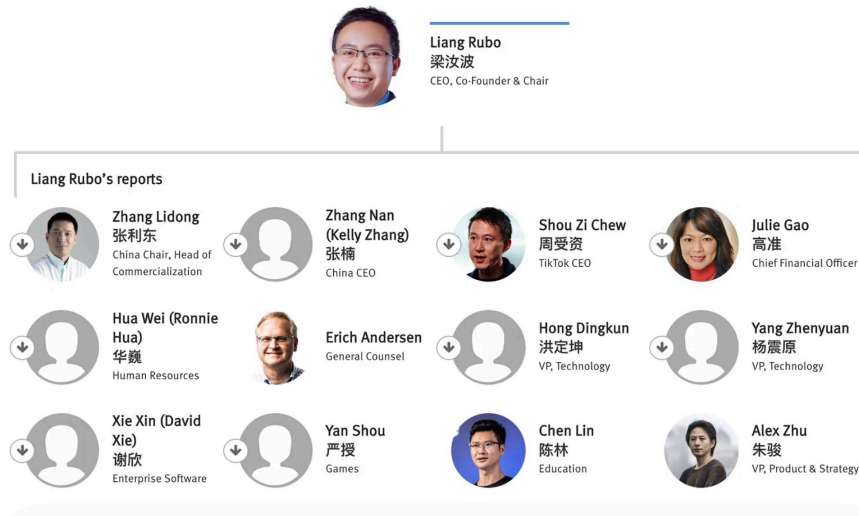 Liang Rubo
梁汝波
CEO, Co-Founder & Chair
Liang Rubo's reports
Zhang Lidong
张利东
China Chair, Head of
Commercialization
Zhang Nan
(Kelly Zhang)
张楠
China CEO
Shou Zi Chew
周受资
TikTok CEO
Julie Gao
高准
Chief Financial Officer
Hua Wei (Ronnie
Hua)
华巍
Human Resources
Erich Andersen
General Counsel
Hong Dingkun
洪定坤
VP, Technology
Yang Zhenyuan
杨震原
VP, Technology
Xie Xin (David
Xie)
谢欣
Enterprise Software
Yan Shou
严授
Games
Chen Lin
陈林
Education
Alex Zhu
朱骏
VP, Product & Strategy